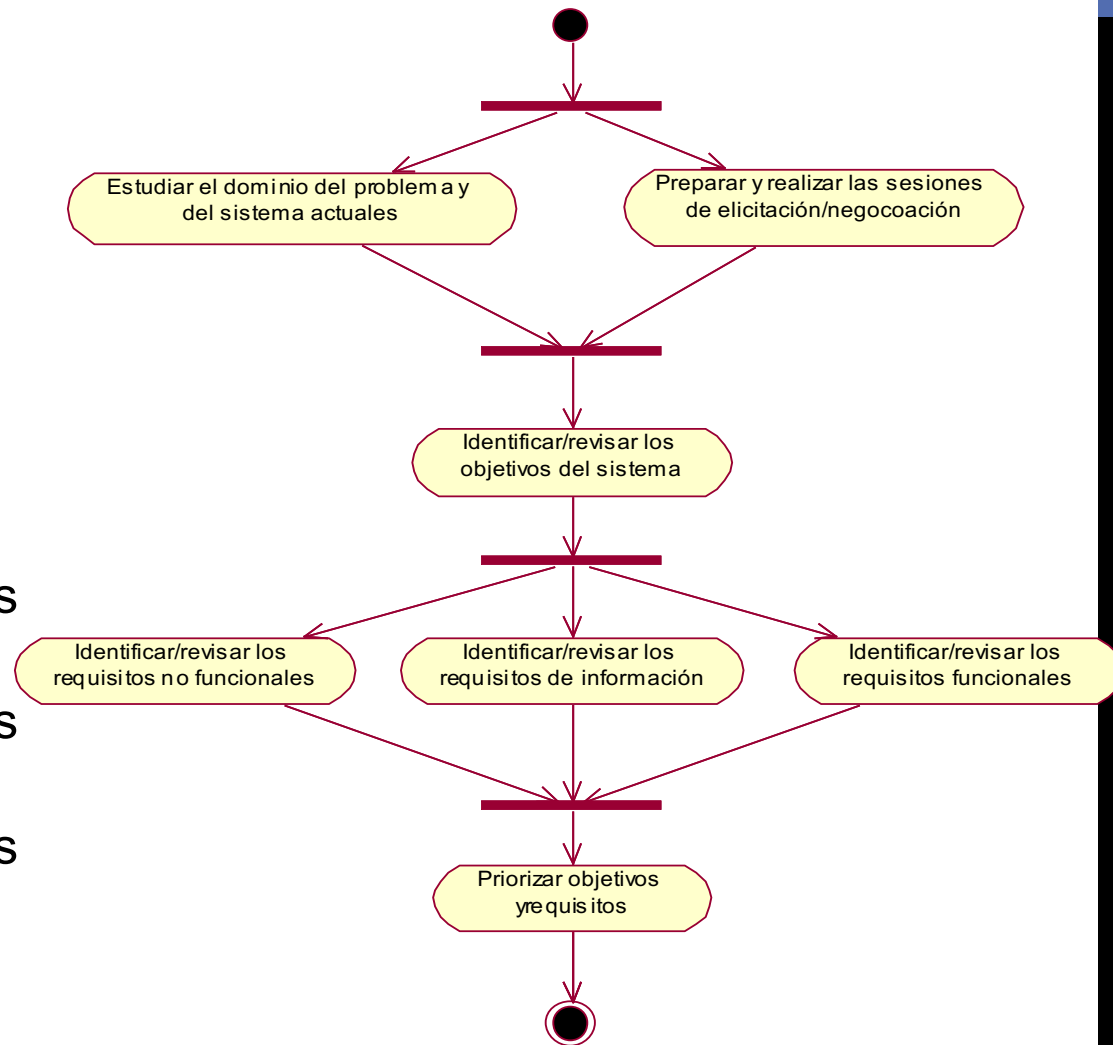 Estudiar el dominio del problema y
del sistema actuales
Preparar y realizar las sesiones
de elicitación/negocoación
Identificar/revisar los
objetivos del sistema
s
Identificar/revisar los
requisitos no funcionales
Identificar/revisar los
requisitos de información
Identificar/revisar los
requisitos funcionales
s
s
Priorizar objetivos
yrequisitos